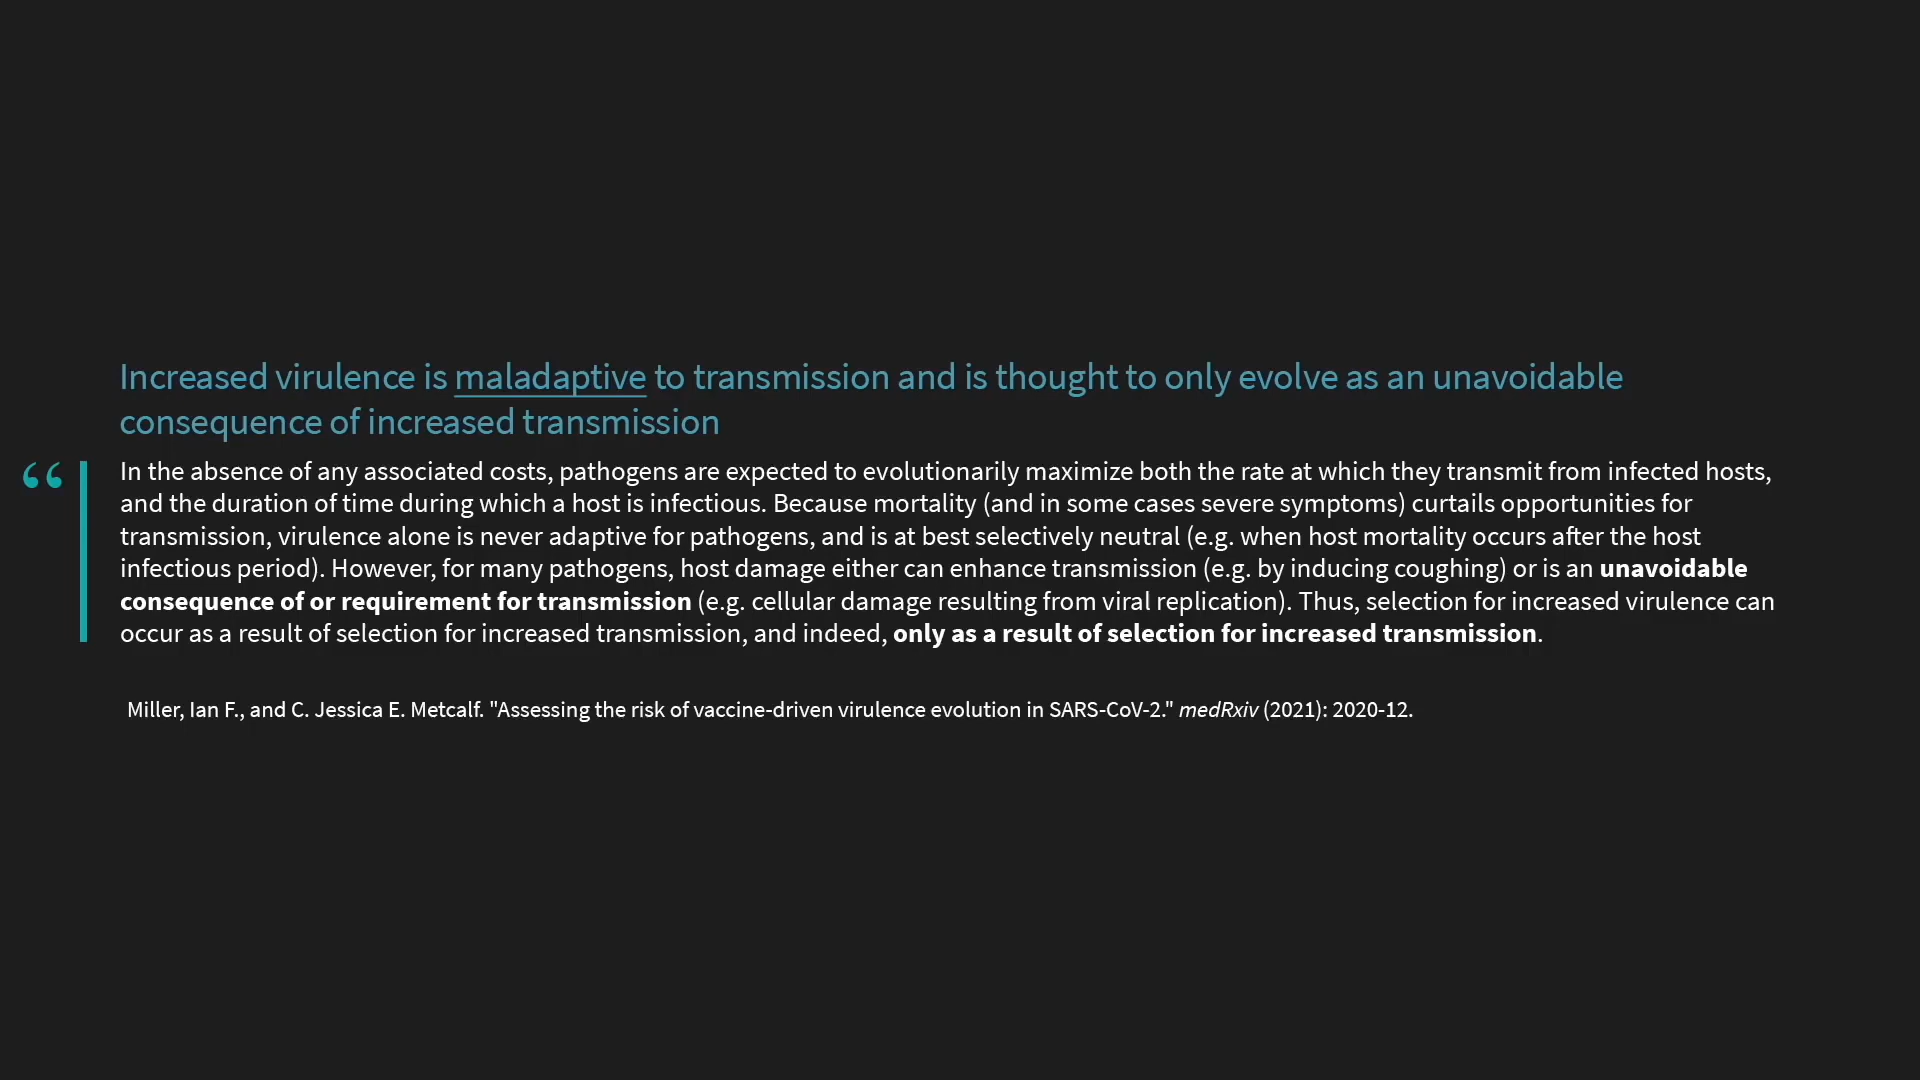 Increased virulence is maladaptive to transmission and is thought to only evolve as an unavoidable
consequence of increased transmission
“ In the absence of any associated costs, pathogens are expected to evolutionarily maximize both the rate at which they transmit from infected hosts,
and the duration of time during which a host is infectious. Because mortality (and in some cases severe symptoms) curtails opportunities for
transmission, virulence alone is never adaptive for pathogens, and is at best selectively neutral (e.g. when host mortality occurs after the host
infectious period). However, for many pathogens, host damage either can enhance transmission (e.g. by inducing coughing) or is an unavoidable
consequence of or requirement for transmission (e.g. cellular damage resulting from viral replication). Thus, selection for increased virulence can
occur as a result of selection for increased transmission, and indeed, only as a result of selection for increased transmission.
Miller, Ian F., and C. Jessica E. Metcalf. "Assessing the risk of vaccine-driven virulence evolution in SARS-CoV-2." medRxiv (2021): 2020-12.